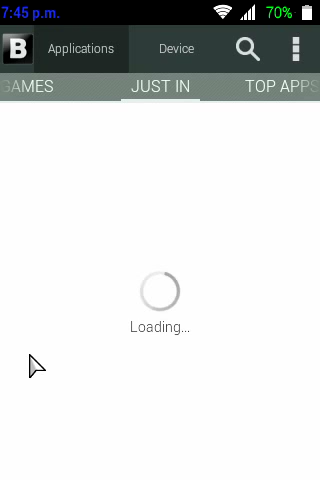 7:45 p.m. 70%
B Applications Device
GAMES JUST IN TOP APPS
Loading...